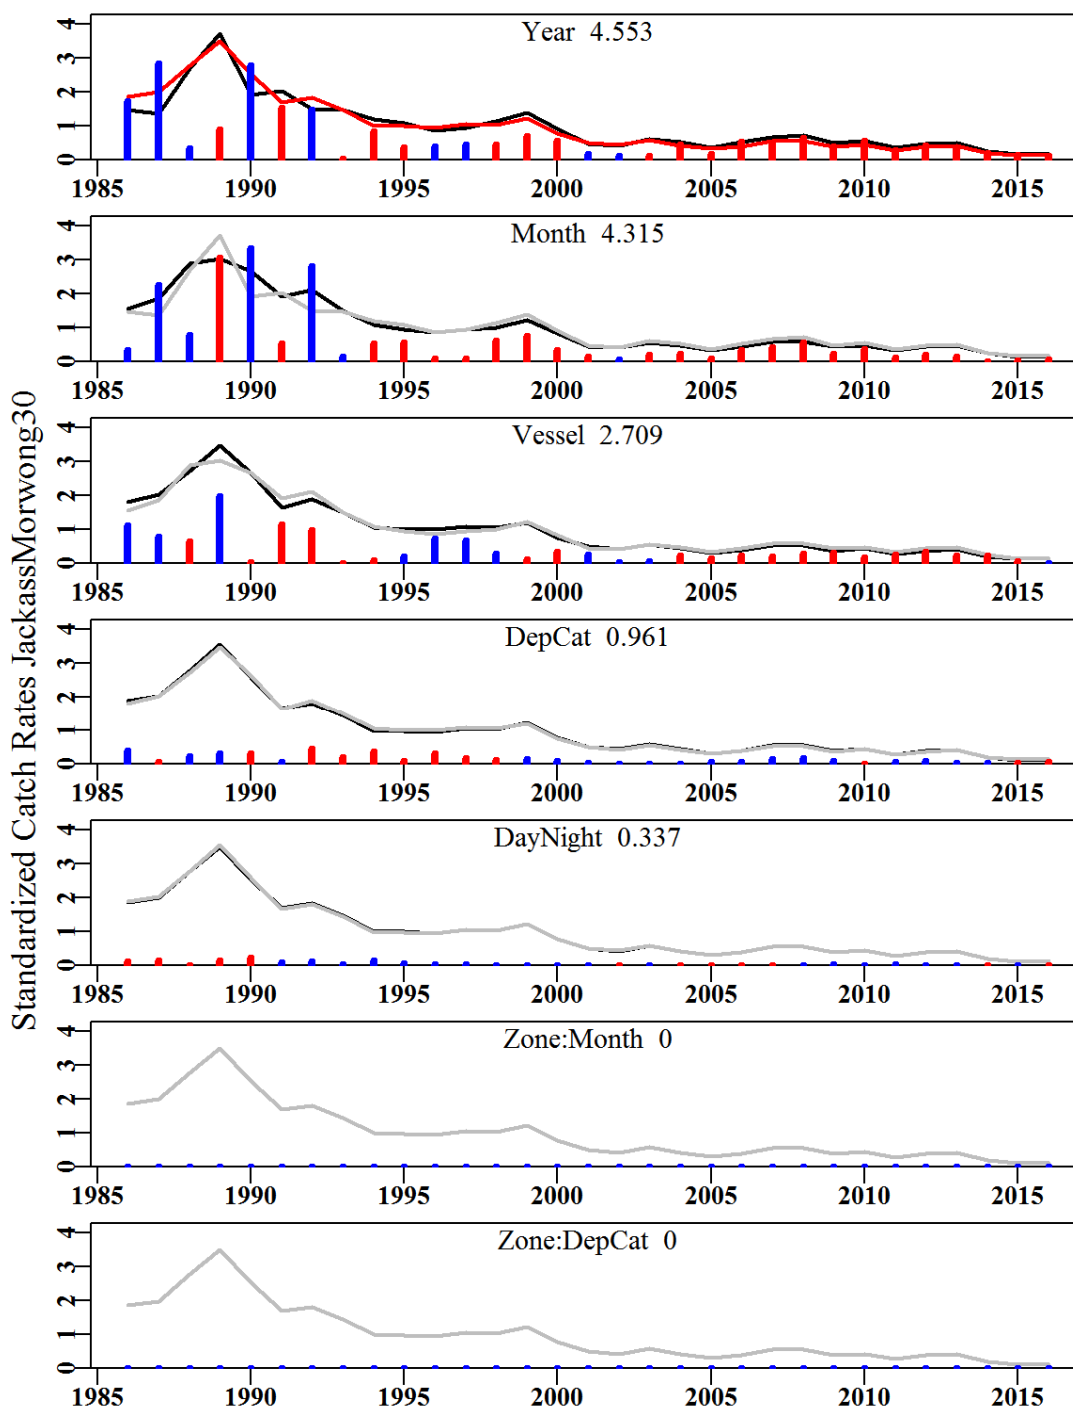 Standardized Catch Rates JackassMorwong30
Year 4.553
0 1 2 3 4
1985 1990 1995 2000 2005 2010 2015
Month 4.315
0 1 2 3 4
1985 1990 1995 2000 2005 2010 2015
Vessel 2.709
0 1 2 3 4
1985 1990 1995 2000 2005 2010 2015
DepCat 0.961
0 1 2 3 4
1985 1990 1995 2000 2005 2010 2015
DayNight 0.337
0 1 2 3 4
1985 1990 1995 2000 2005 2010 2015
Zone:Month 0
0 1 2 3 4
1985 1990 1995 2000 2005 2010 2015
Zone:DepCat 0
0 1 2 3 4
1985 1990 1995 2000 2005 2010 2015